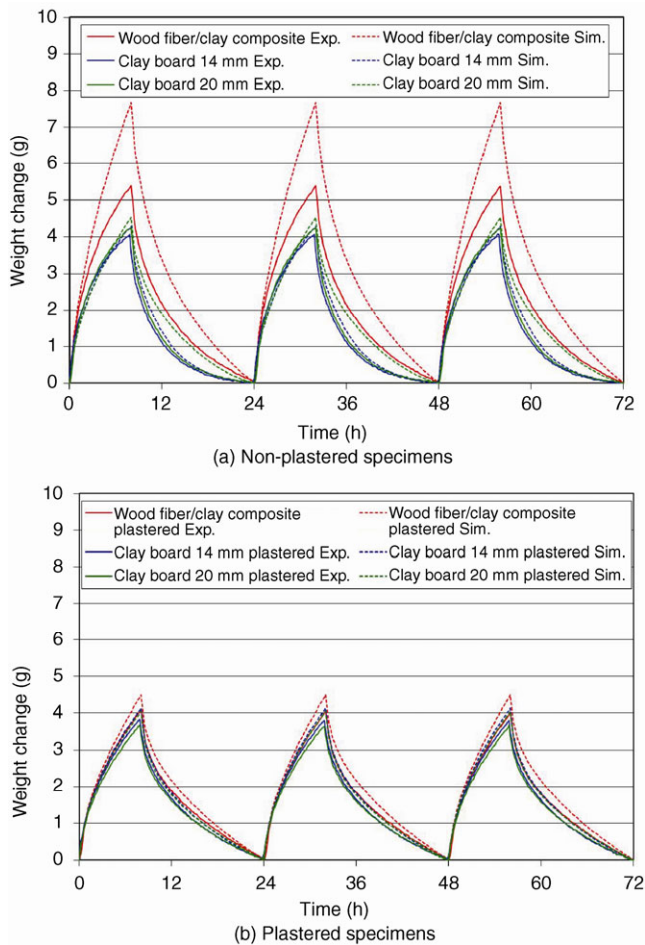 10
9
8
7
6
5
4
3
2
1
0
Weight change (g)
Wood fiber/clay composite Exp.
Wood fiber/clay composite Sim.
Clay board 14 mm Exp.
Clay board 14 mm Sim.
Clay board 20 mm Exp.
Clay board 20 mm Sim.
0 12 24 36 48 60 72
Time (h)
(a) Non-plastered specimens
10
9
8
7
6
5
4
3
2
1
0
Weight change (g)
Wood fiber/clay composite
plastered Exp.
Wood fiber/clay composite
plastered Sim.
Clay board 14 mm plastered Exp.
Clay board 14 mm plastered Sim.
Clay board 20 mm plastered Exp.
Clay board 20 mm plastered Sim.
0 12 24 36 48 60 72
Time (h)
(b) Plastered specimens